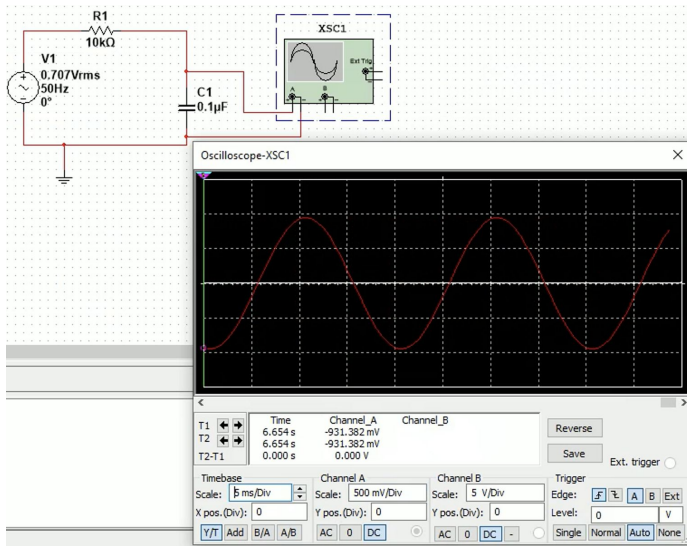 R1
10kΩ
V1
0.707Vrms
50Hz
0°
C1
0.1µF
XSC1
Ext Trig
A
B
Oscilloscope-XSC1
T1
T2
T2-T1
Time Channel_A Channel_B
6.654 s -931.382 mV
6.654 s -931.382 mV
0.000 s 0.000 V
Reverse
Save
Ext. trigger
Timebase
Scale: 5 ms/Div
X pos.(Div): 0
Y/T Add B/A A/B
Channel A
Scale: 500 mV/Div
Y pos.(Div): 0
AC 0 DC
Channel B
Scale: 5 V/Div
Y pos.(Div): 0
AC 0 DC -
Trigger
Edge: A B Ext
Level: 0 V
Single Normal Auto None